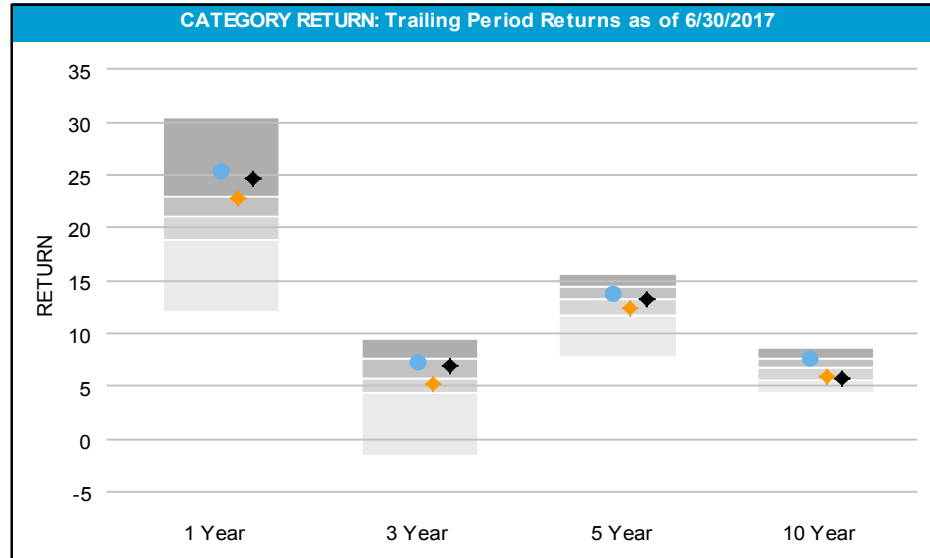 CATEGORY RETURN: Trailing Period Returns as of 6/30/2017
35
30
25
20
15
10
5
0
-5
RETURN
1 Year
3 Year
5 Year
10 Year